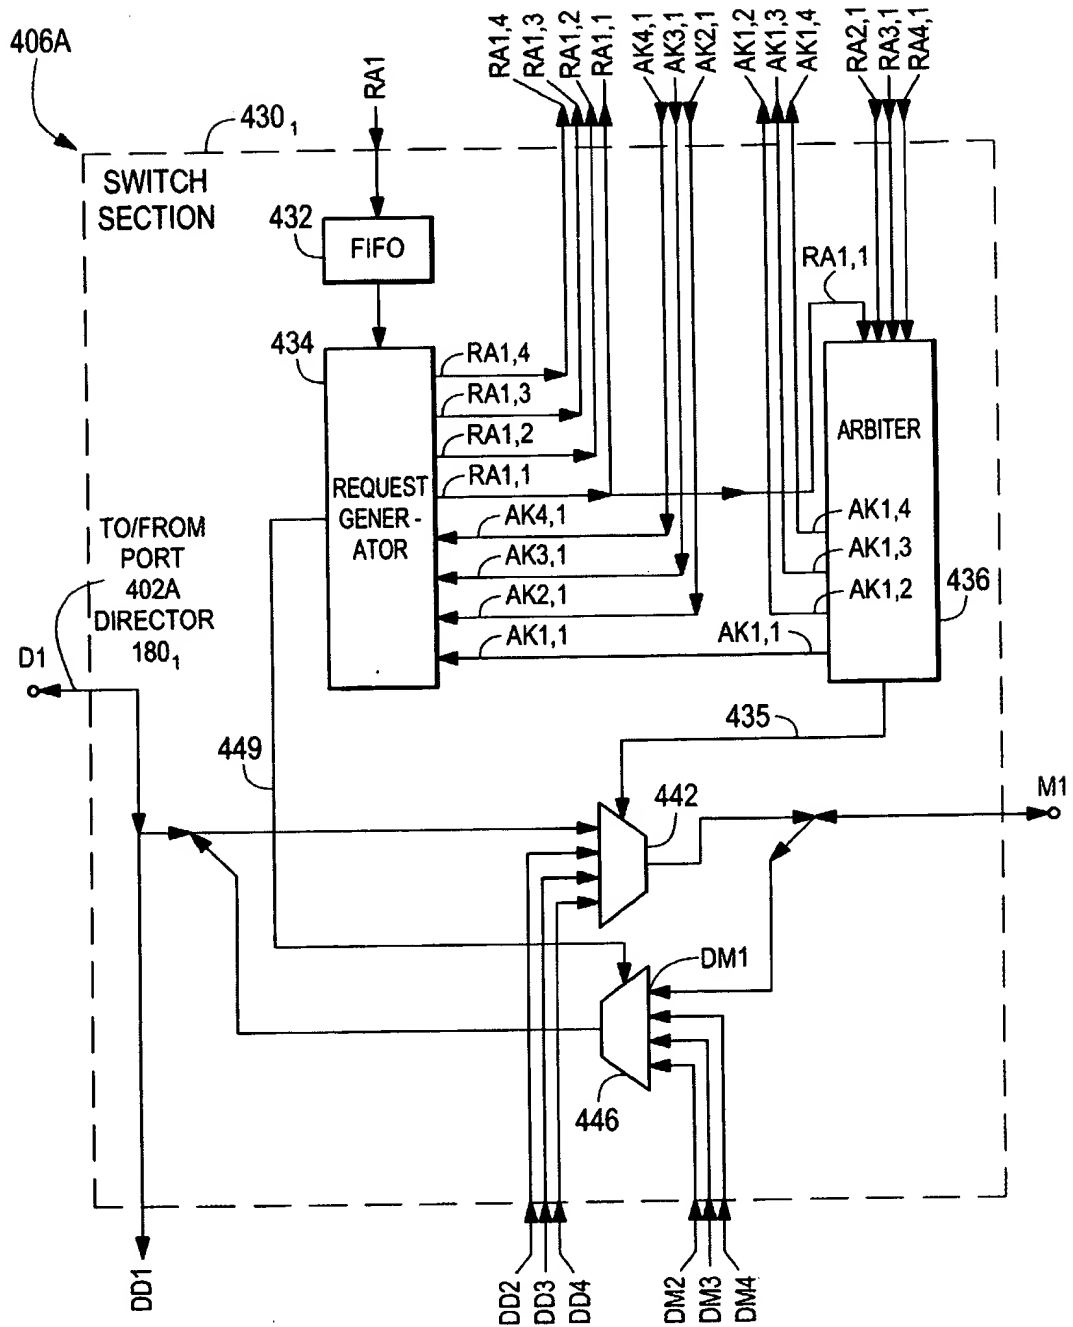 406A
RA1
RA1,4
RA1,3
RA1,2
RA1,1
AK4,1
AK3,1
AK2,1
AK1,2
AK1,3
AK1,4
RA2,1
RA3,1
RA4,1
430₁
SWITCH
SECTION
432
FIFO
RA1,1
434
RA1,4
RA1,3
RA1,2
RA1,1
REQUEST
GENER -
ATOR
AK4,1
AK3,1
AK2,1
AK1,1
ARBITER
AK1,4
AK1,3
AK1,2
AK1,1
436
TO/FROM
PORT
402A
DIRECTOR
180₁
D1
435
449
442
M1
DM1
446
DD1
DD2
DD3
DD4
DM2
DM3
DM4